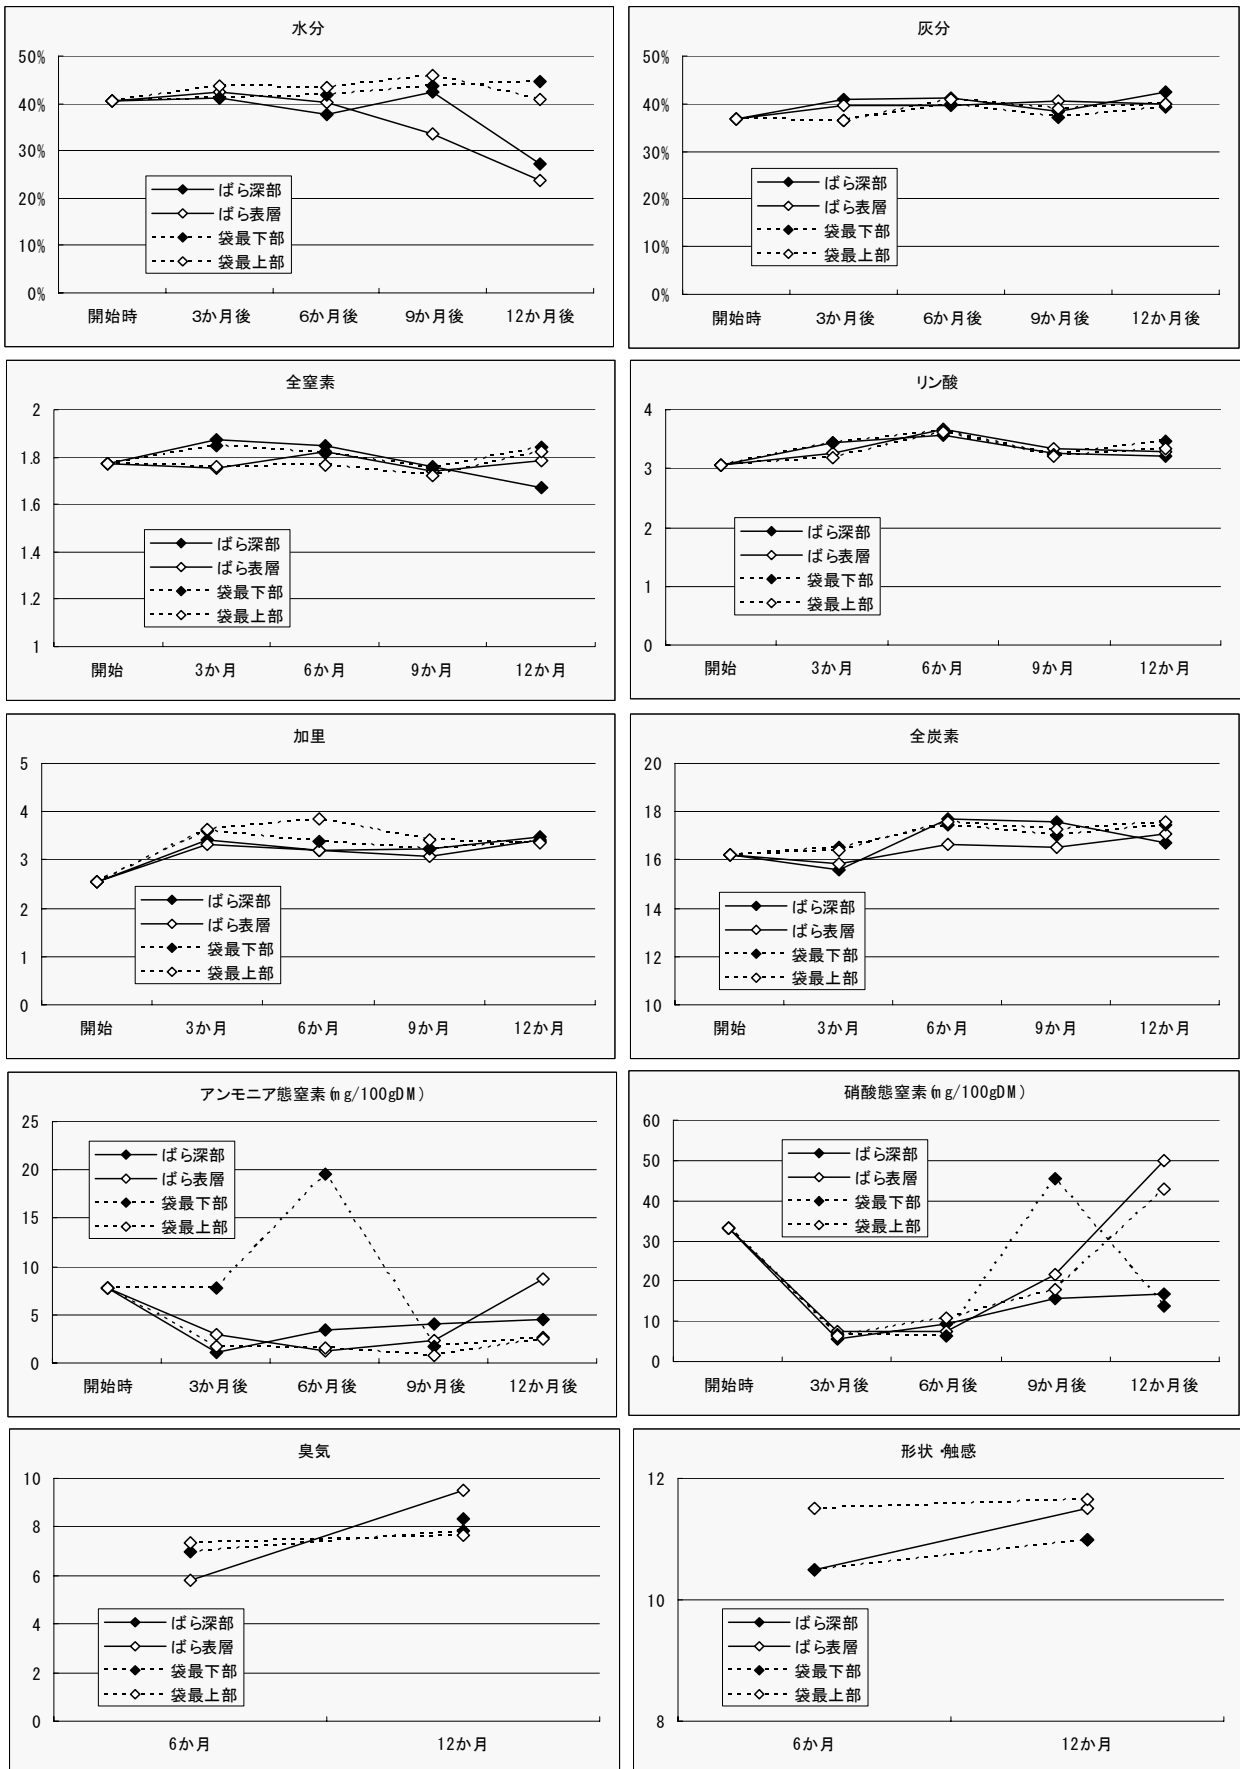 水分
50%
40%
30%
20%
10%
0%
ばら深部
ばら表層
袋最下部
袋最上部
開始時 3か月後 6か月後 9か月後 12か月後
灰分
50%
40%
30%
20%
10%
0%
ばら深部
ばら表層
袋最下部
袋最上部
開始時 3か月後 6か月後 9か月後 12か月後
全窒素
2
1.8
1.6
1.4
1.2
1
ばら深部
ばら表層
袋最下部
袋最上部
開始 3か月 6か月 9か月 12か月
リン酸
4
3
2
1
0
ばら深部
ばら表層
袋最下部
袋最上部
開始時 3か月後 6か月後 9か月後 12か月後
加里
5
4
3
2
1
0
ばら深部
ばら表層
袋最下部
袋最上部
開始 3か月 6か月 9か月 12か月
全炭素
20
18
16
14
12
10
ばら深部
ばら表層
袋最下部
袋最上部
開始 3か月 6か月 9か月 12か月
アンモニア態窒素(mg/100gDM)
25
20
15
10
5
0
ばら深部
ばら表層
袋最下部
袋最上部
開始時 3か月後 6か月後 9か月後 12か月後
硝酸態窒素(mg/100gDM)
60
50
40
30
20
10
0
ばら深部
ばら表層
袋最下部
袋最上部
開始時 3か月後 6か月後 9か月後 12か月後
臭気
10
8
6
4
2
0
ばら深部
ばら表層
袋最下部
袋最上部
6か月 12か月
形状・触感
12
10
8
ばら深部
ばら表層
袋最下部
袋最上部
6か月 12か月